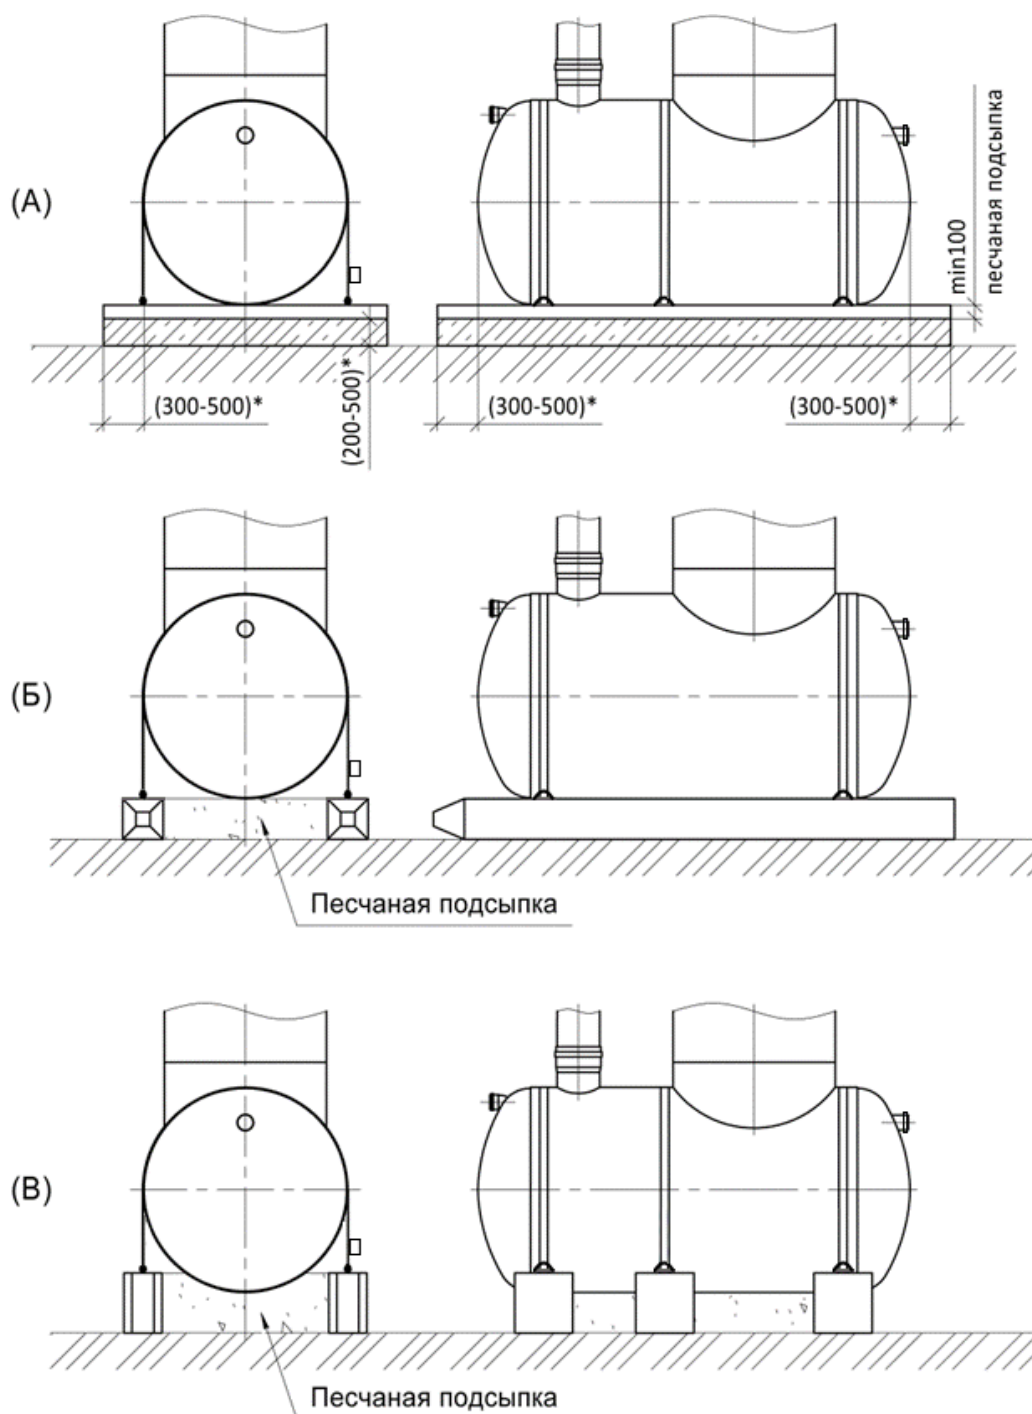 (А)
min100
песчаная подсыпка
(300-500)*
(200-500)*
(300-500)*
(300-500)*
(Б)
Песчаная подсыпка
(В)
Песчаная подсыпка